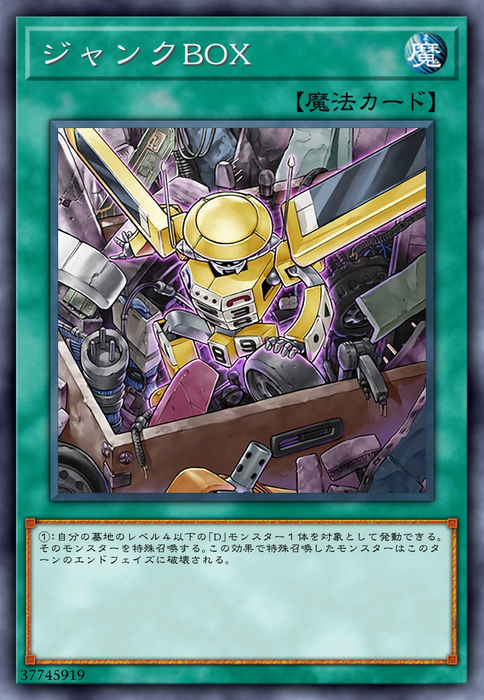 ジャンクBOX
魔
【魔法カード】
①:自分の墓地のレベル4以下の「D」モンスター1体を対象として発動できる。
そのモンスターを特殊召喚する。この効果で特殊召喚したモンスターはこのタ
ーンのエンドフェイズに破壊される。
37745919